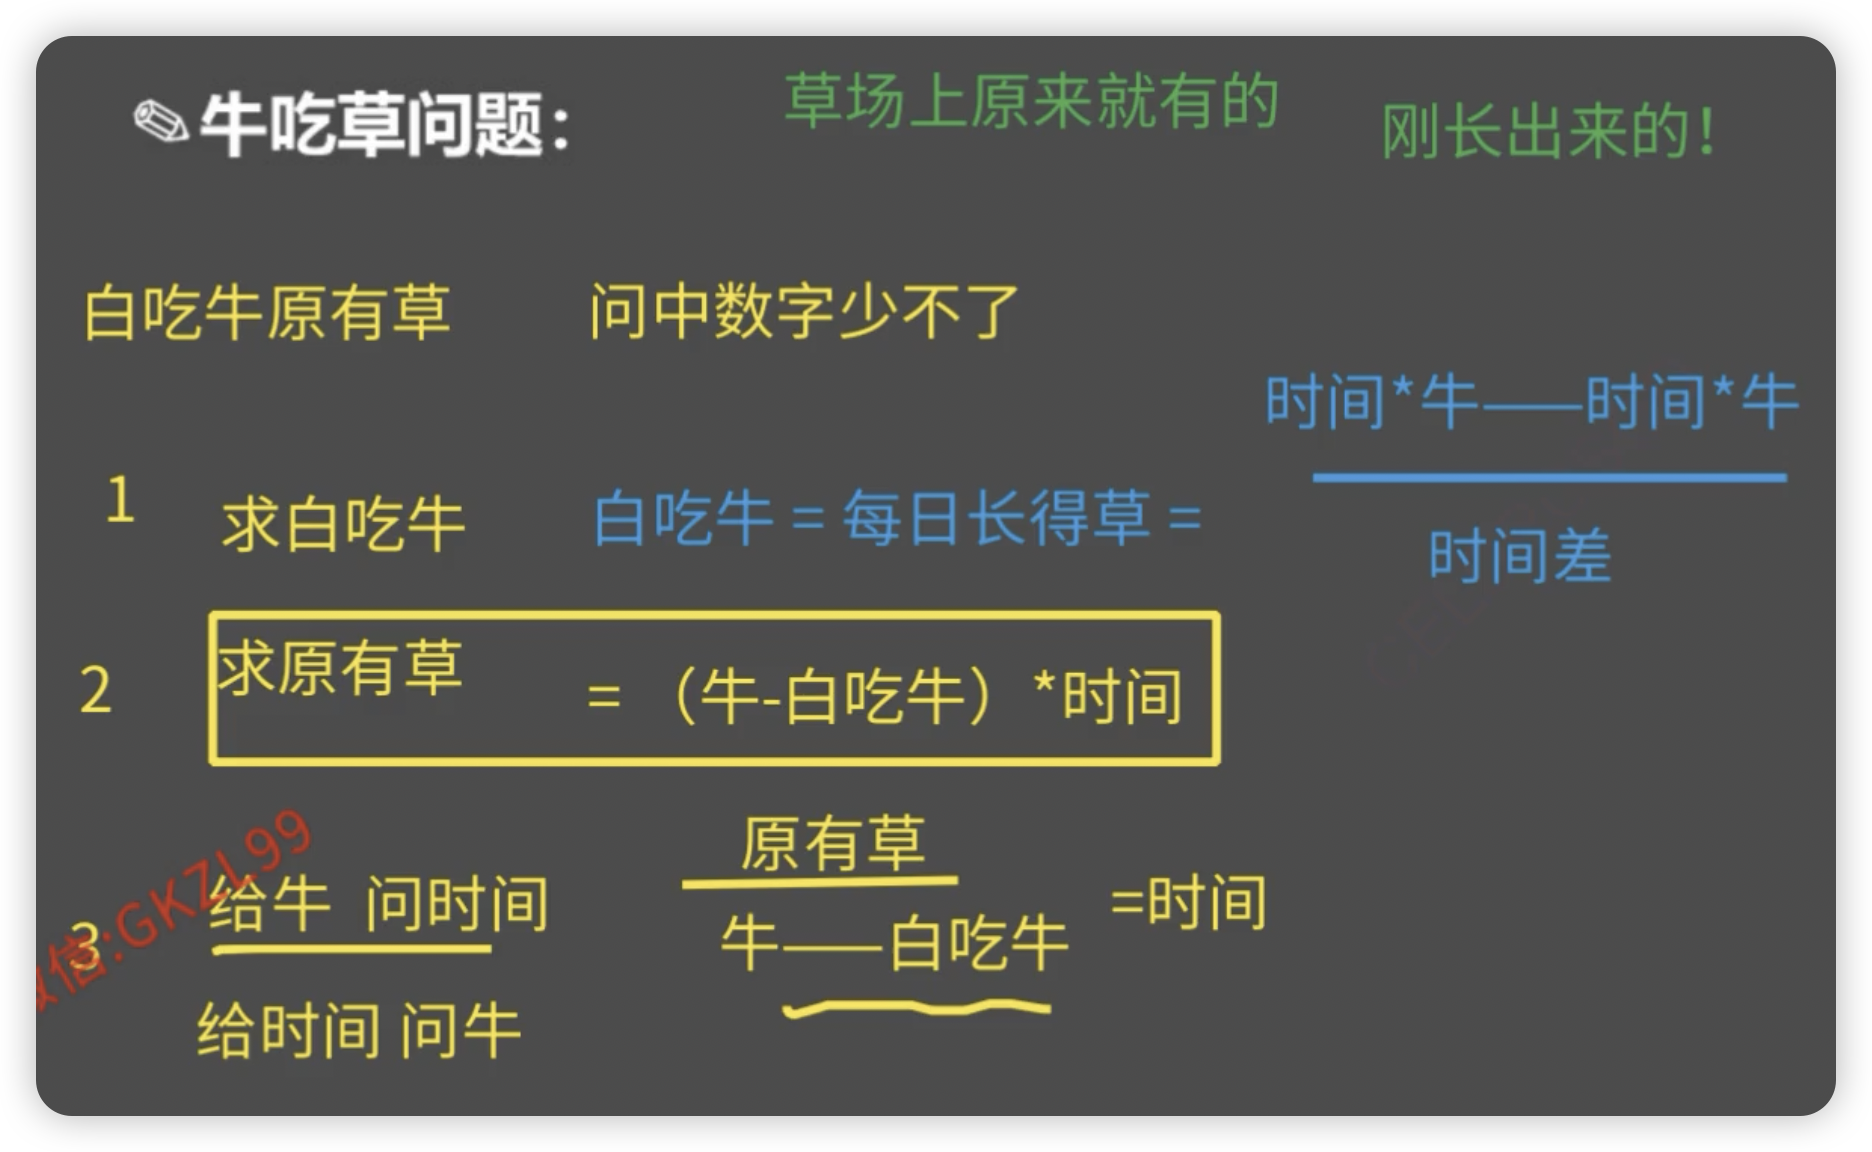 牛吃草问题：
草场上原来就有的
刚长出来的！
白吃牛原有草 问中数字少不了
1 求白吃牛 白吃牛 = 每日长得草 =
时间*牛——时间*牛
时间差
2 求原有草 = （牛-白吃牛）*时间
3 给牛 问时间
原有草
牛——白吃牛
=时间
给时间 问牛
信:GKZL99